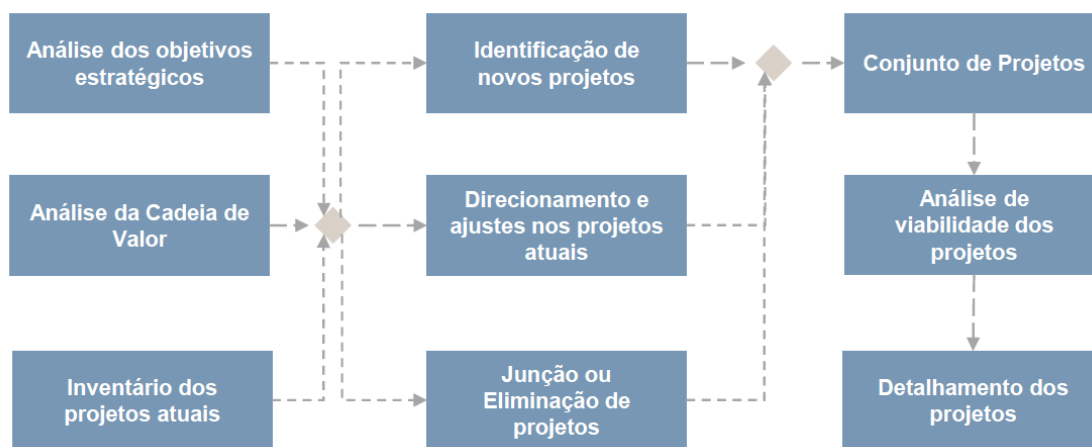 Análise dos objetivos
estratégicos
Identificação de
novos projetos
Conjunto de Projetos
Análise da Cadeia de
Valor
Direcionamento e
ajustes nos projetos
atuais
Análise de
viabilidade dos
projetos
Inventário dos
projetos atuais
Junção ou
Eliminação de
projetos
Detalhamento dos
projetos